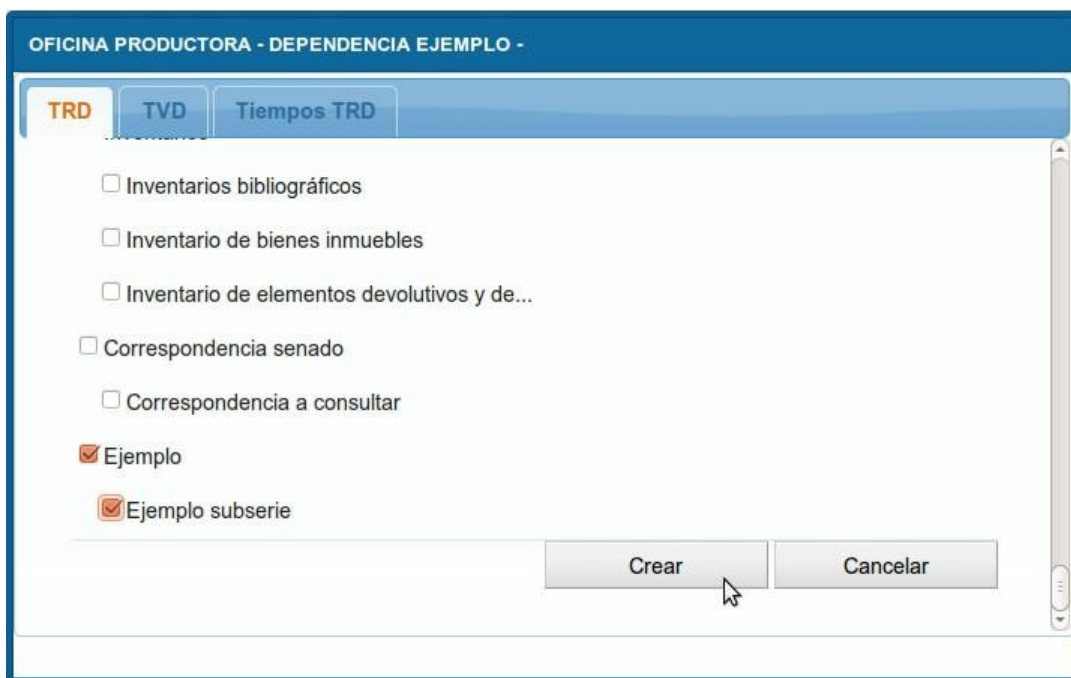 OFICINA PRODUCTORA - DEPENDENCIA EJEMPLO -
TRD TVD Tiempos TRD
Inventarios bibliográficos
Inventario de bienes inmuebles
Inventario de elementos devolutivos y de...
Correspondencia senado
Correspondencia a consultar
Ejemplo
Ejemplo subserie
Crear Cancelar